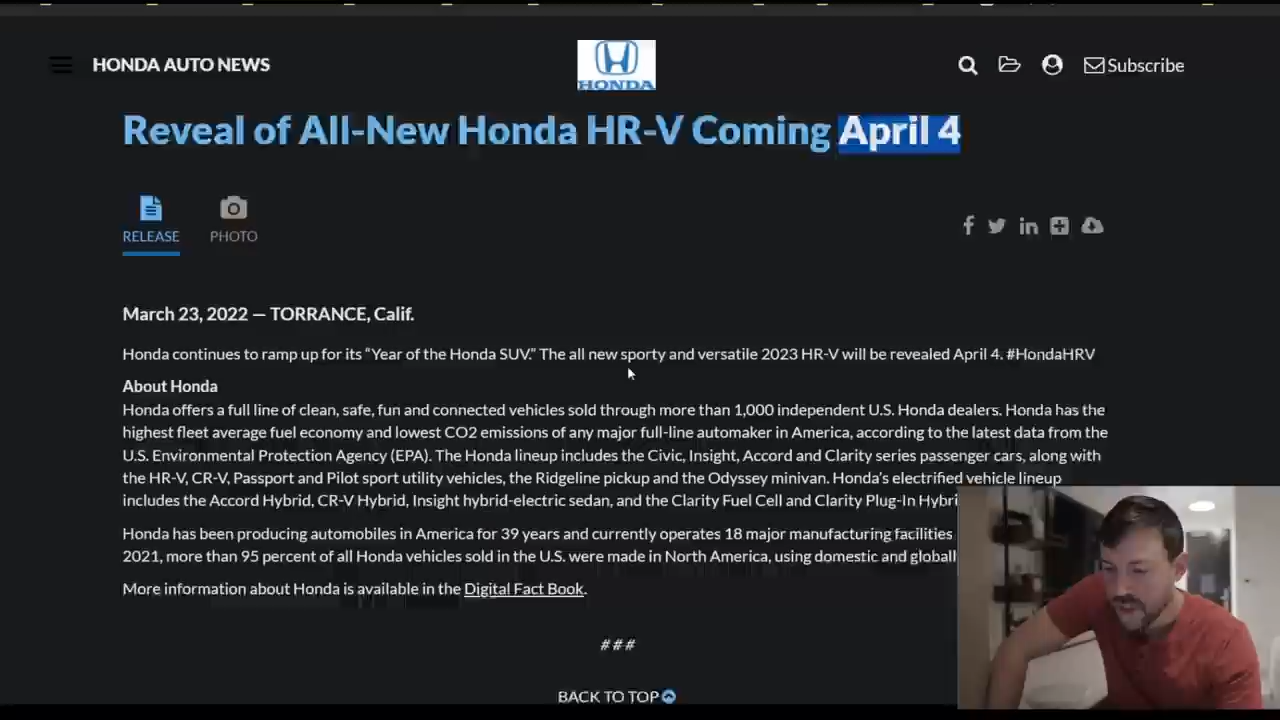 HONDA AUTO NEWS
HONDA
Subscribe
Reveal of All-New Honda HR-V Coming April 4
RELEASE
PHOTO
March 23, 2022 — TORRANCE, Calif.
Honda continues to ramp up for its “Year of the Honda SUV.” The all new sporty and versatile 2023 HR-V will be revealed April 4. #HondaHRV
About Honda
Honda offers a full line of clean, safe, fun and connected vehicles sold through more than 1,000 independent U.S. Honda dealers. Honda has the
highest fleet average fuel economy and lowest CO2 emissions of any major full-line automaker in America, according to the latest data from the
U.S. Environmental Protection Agency (EPA). The Honda lineup includes the Civic, Insight, Accord and Clarity series passenger cars, along with
the HR-V, CR-V, Passport and Pilot sport utility vehicles, the Ridgeline pickup and the Odyssey minivan. Honda's electrified vehicle lineup
includes the Accord Hybrid, CR-V Hybrid, Insight hybrid-electric sedan, and the Clarity Fuel Cell and Clarity Plug-In Hybri
Honda has been producing automobiles in America for 39 years and currently operates 18 major manufacturing facilities
2021, more than 95 percent of all Honda vehicles sold in the U.S. were made in North America, using domestic and globall
More information about Honda is available in the Digital Fact Book.
# # #
BACK TO TOP